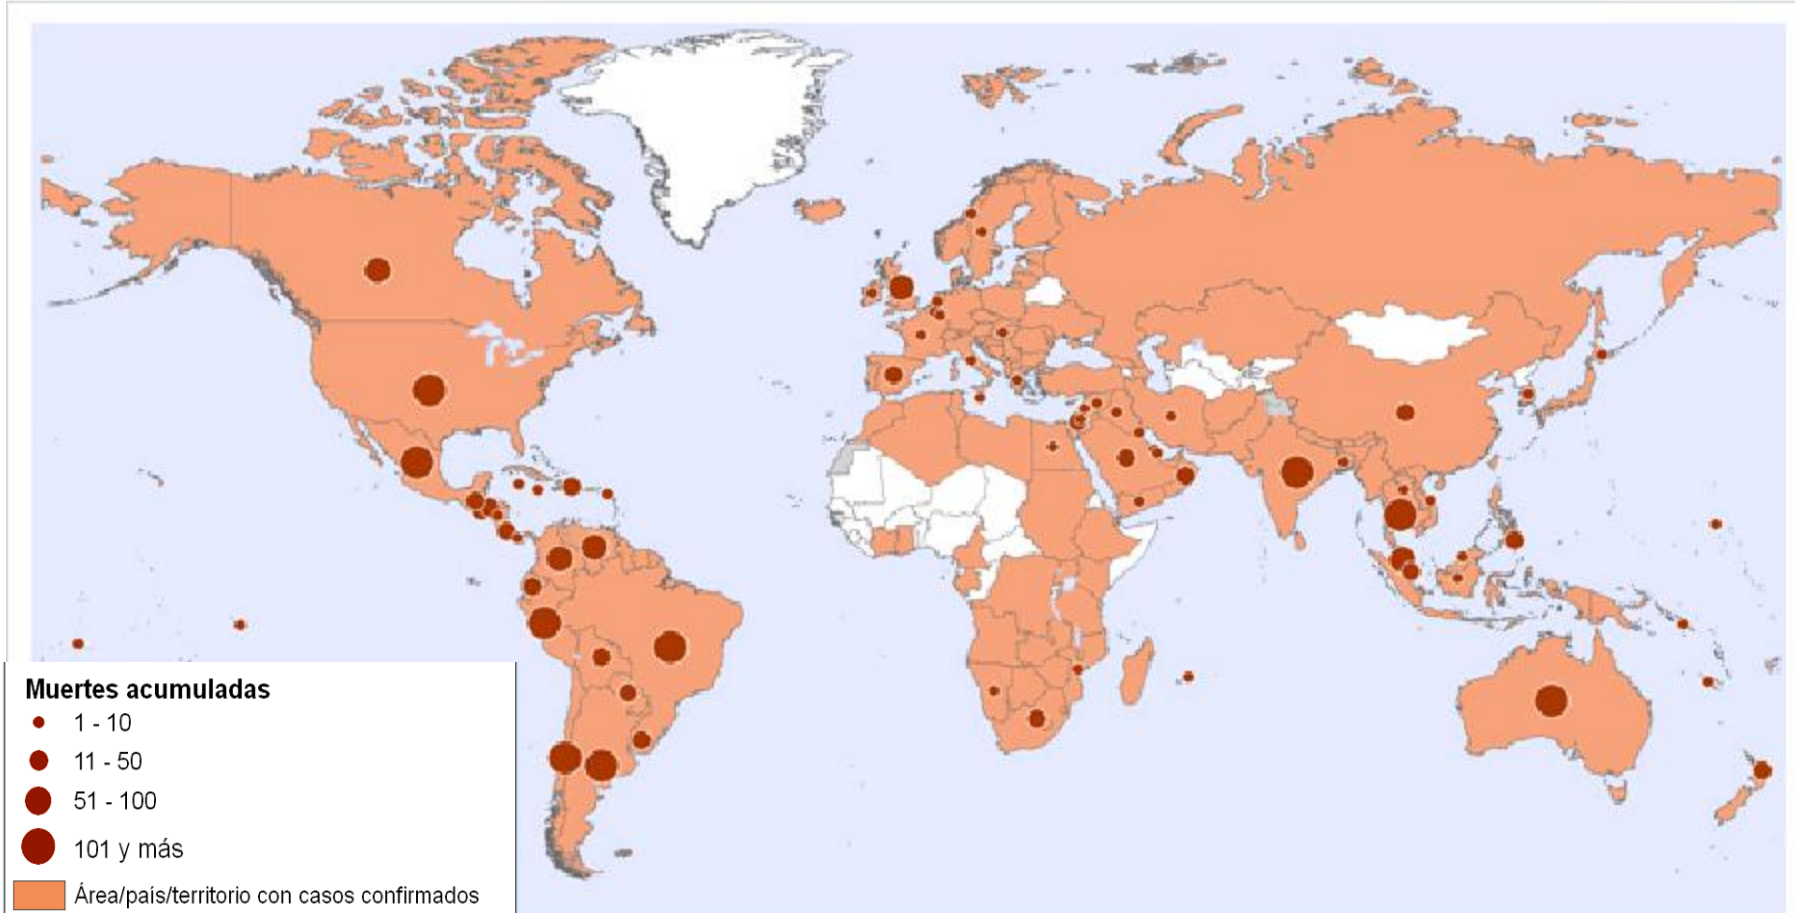 Muertes acumuladas
1 - 10
11 - 50
51 - 100
101 y más
Área/país/territorio con casos confirmados